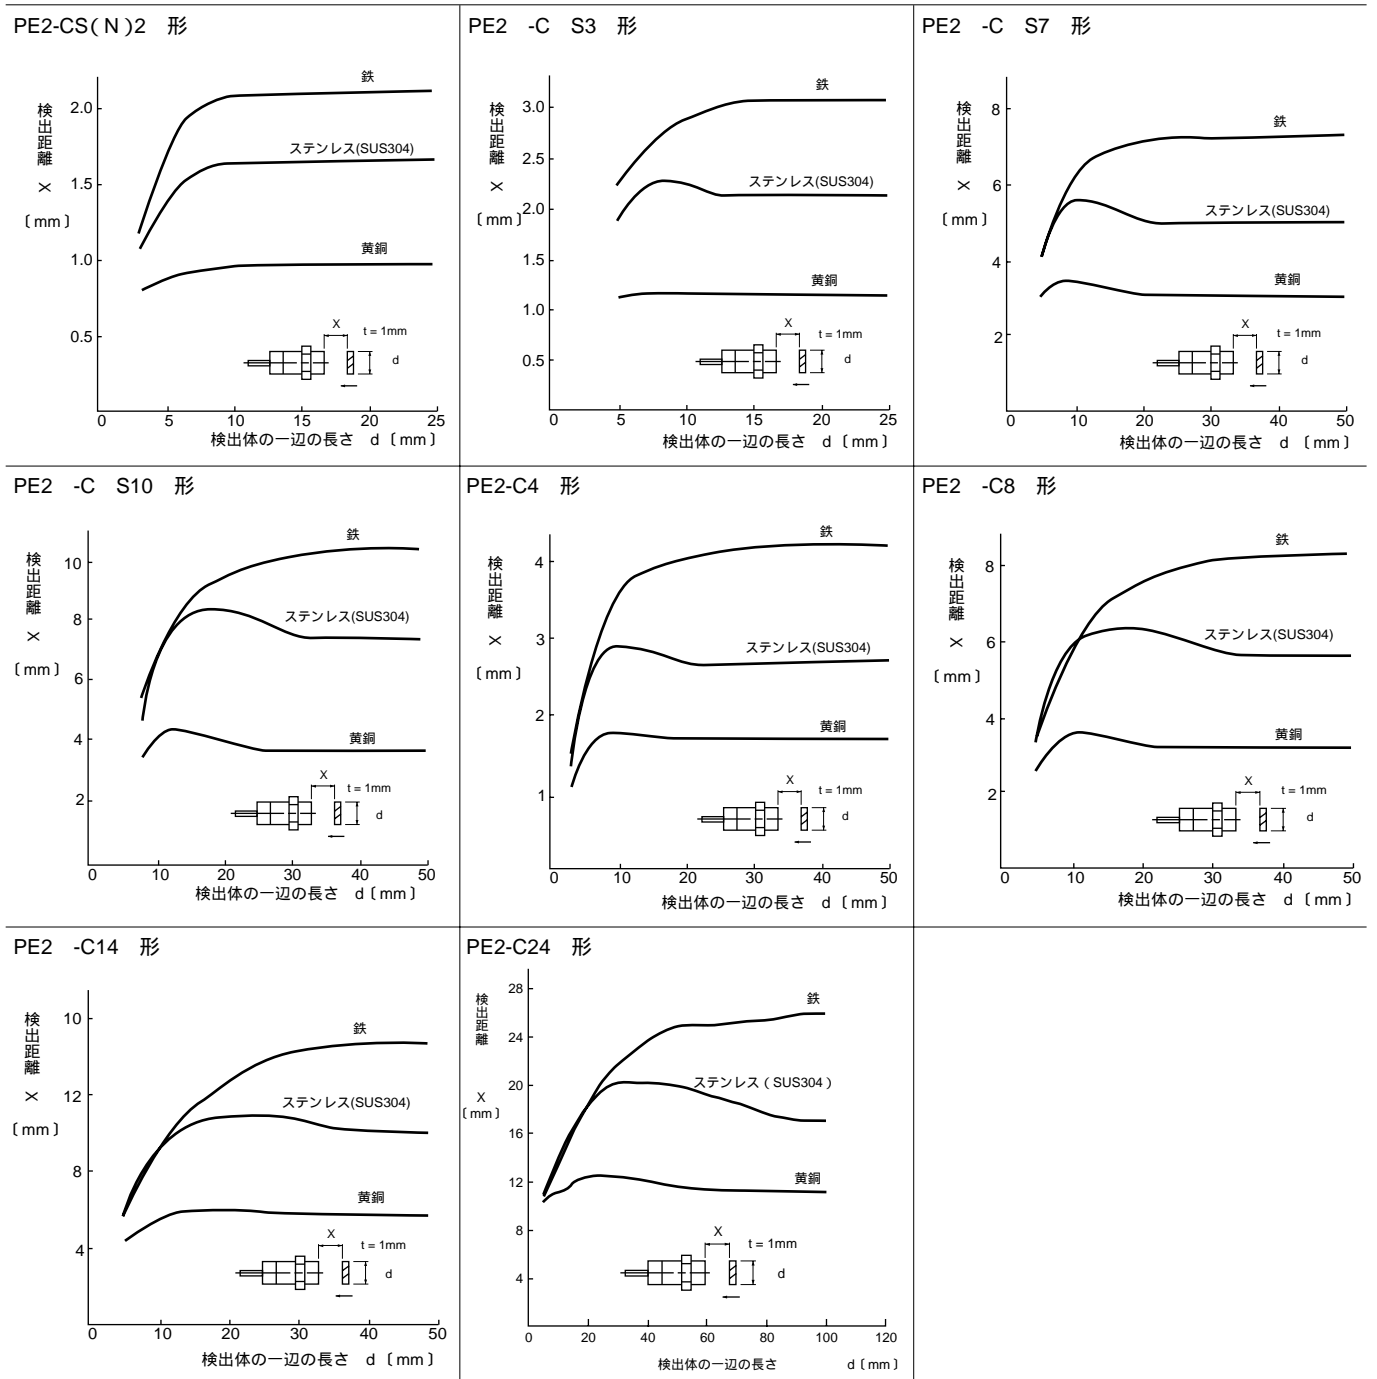 PE2-CS(N)2 形
鉄
検出距離 X 〔mm〕
2.0
ステンレス(SUS304)
1.5
黄銅
1.0
X
t = 1mm
0.5
d
0 5 10 15 20 25
検出体の一辺の長さ d〔mm〕
PE2 -C S3 形
鉄
検出距離 X 〔mm〕
3.0
2.5
ステンレス(SUS304)
2.0
1.5
黄銅
1.0
X
t = 1mm
0.5
d
0 5 10 15 20 25
検出体の一辺の長さ d〔mm〕
PE2 -C S7 形
検出距離 X 〔mm〕
8
鉄
6
ステンレス(SUS304)
4
黄銅
X
t = 1mm
2
d
0 10 20 30 40 50
検出体の一辺の長さ d〔mm〕
PE2 -C S10 形
鉄
検出距離 X 〔mm〕
10
8
ステンレス(SUS304)
6
4
黄銅
X
t = 1mm
2
d
0 10 20 30 40 50
検出体の一辺の長さ d〔mm〕
PE2-C4 形
鉄
検出距離 X 〔mm〕
4
3
ステンレス(SUS304)
2
黄銅
X
t = 1mm
1
d
0 10 20 30 40 50
検出体の一辺の長さ d〔mm〕
PE2 -C8 形
鉄
検出距離 X 〔mm〕
8
6
ステンレス(SUS304)
4
黄銅
X
t = 1mm
2
d
0 10 20 30 40 50
検出体の一辺の長さ d〔mm〕
PE2 -C14 形
検出距離 X 〔mm〕
10
鉄
12
ステンレス(SUS304)
8
黄銅
4
X
t = 1mm
d
0 10 20 30 40 50
検出体の一辺の長さ d〔mm〕
PE2-C24 形
検出距離 X 〔mm〕
28
鉄
24
20
ステンレス(SUS304)
16
黄銅
12
8
X
t = 1mm
4
d
0 20 40 60 80 100 120
検出体の一辺の長さ d〔mm〕